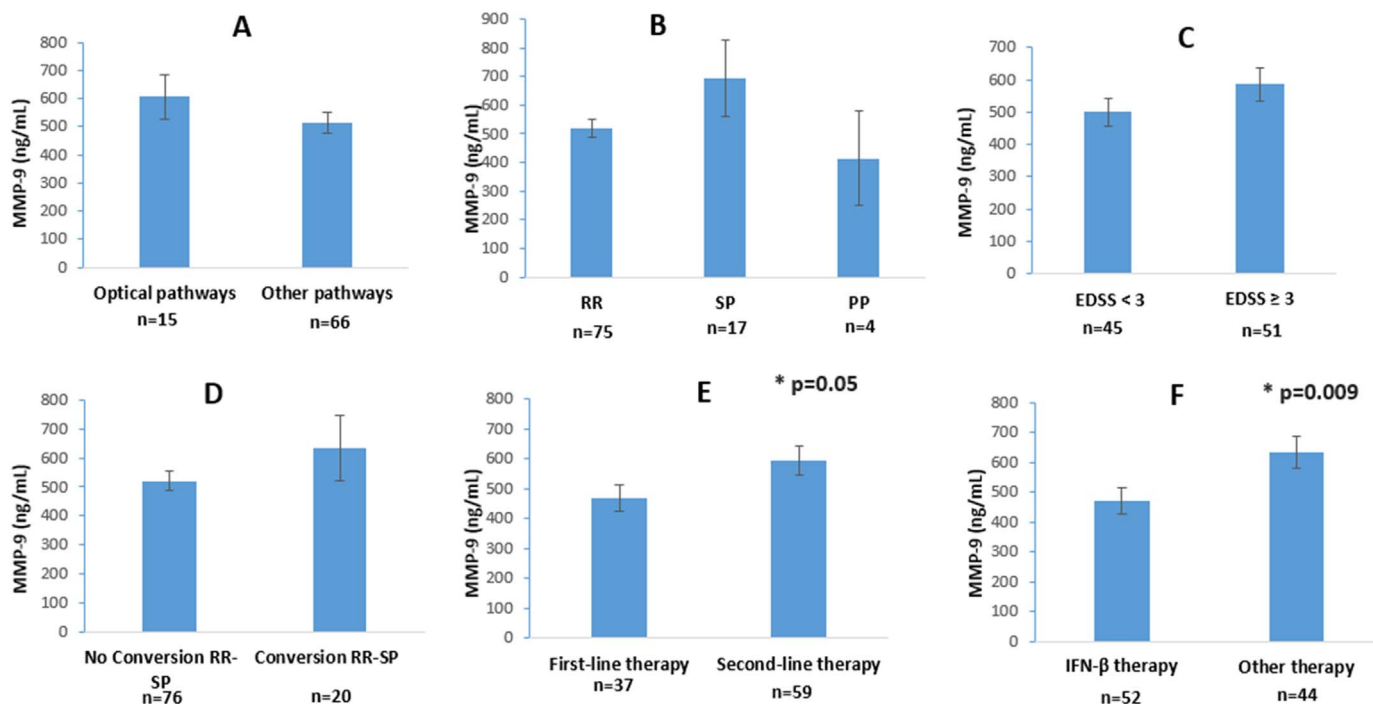 A
MMP-9 (ng/mL)
800
700
600
500
400
300
200
100
0
Optical pathways
Other pathways
n=15
n=66
B
MMP-9 (ng/mL)
900
800
700
600
500
400
300
200
100
0
RR
SP
PP
n=75
n=17
n=4
C
MMP-9 (ng/mL)
700
600
500
400
300
200
100
0
EDSS < 3
EDSS ≥ 3
n=45
n=51
D
MMP-9 (ng/mL)
800
700
600
500
400
300
200
100
0
No Conversion RR-
SP
Conversion RR-SP
n=76
n=20
E
* p=0.05
MMP-9 (ng/mL)
800
700
600
500
400
300
200
100
0
First-line therapy
Second-line therapy
n=37
n=59
F
* p=0.009
MMP-9 (ng/mL)
800
700
600
500
400
300
200
100
0
IFN-β therapy
Other therapy
n=52
n=44